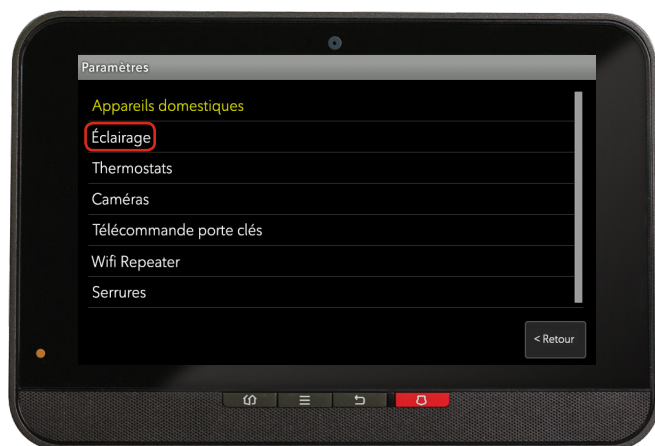 Paramètres
Appareils domestiques
Éclairage
Thermostats
Caméras
Télécommande porte clés
Wifi Repeater
Serrures
< Retour